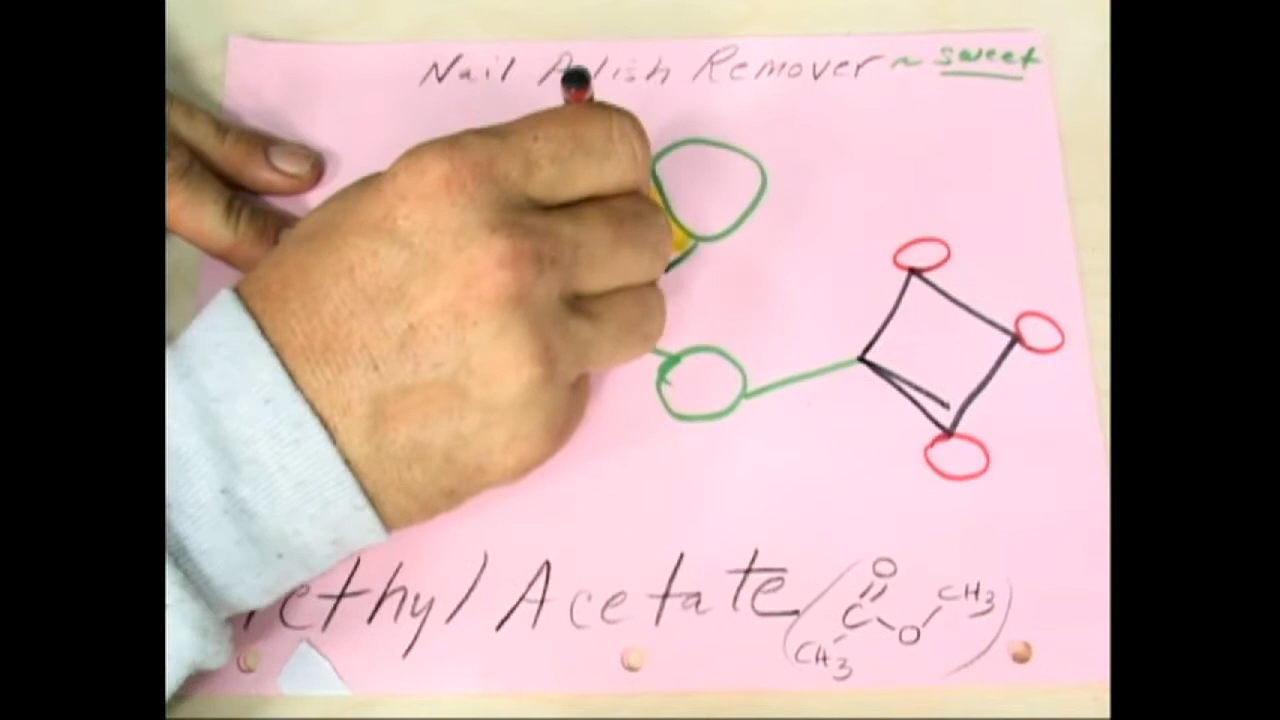 Nail Polish Remover ~ sweet
ethyl Acetate
O
C
O
CH3
CH3